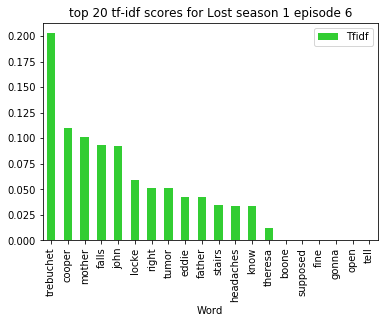 top 20 tf-idf scores for Lost season 1 episode 6
Tfidf
0.200
0.175
0.150
0.125
0.100
0.075
0.050
0.025
0.000
trebuchet
cooper
mother
falls
john
locke
right
tumor
eddie
father
stairs
headaches
know
theresa
boone
supposed
fine
gonna
open
tell
Word